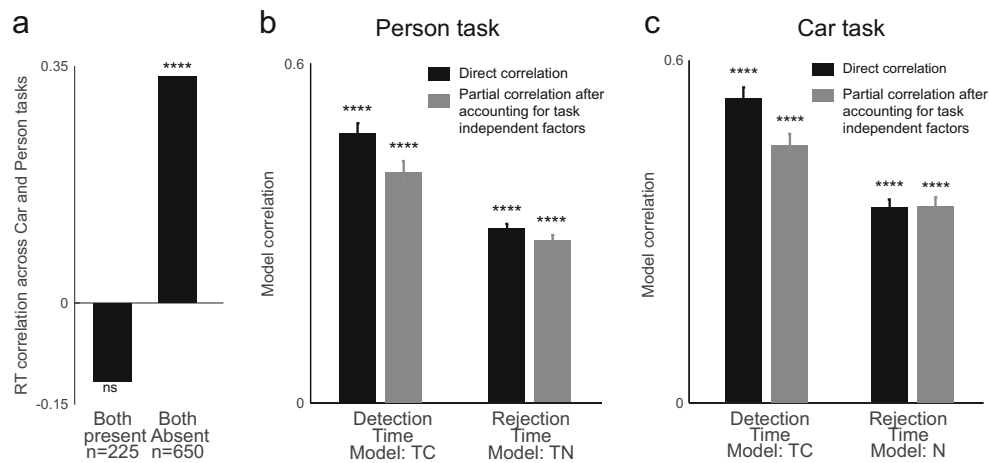 a
RT correlation across Car and Person tasks
0.35
0
-0.15
****
ns
Both
present
n=225
Both
Absent
n=650
b
Person task
Model correlation
0.6
0
Direct correlation
Partial correlation after
accounting for task
independent factors
****
****
****
****
Detection
Time
Model: TC
Rejection
Time
Model: TN
c
Car task
Model correlation
0.6
0
Direct correlation
Partial correlation after
accounting for task
independent factors
****
****
****
****
Detection
Time
Model: TC
Rejection
Time
Model: N